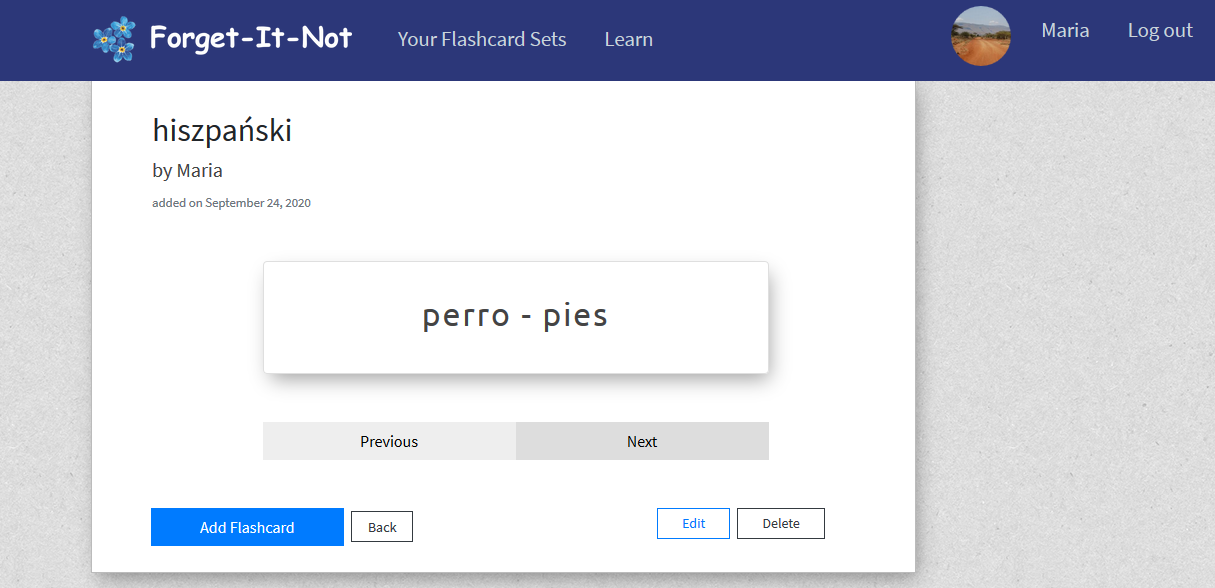 Forget-It-Not Your Flashcard Sets Learn Maria Log out
hiszpański
by Maria
added on September 24, 2020
perro - pies
Previous Next
Add Flashcard Back Edit Delete